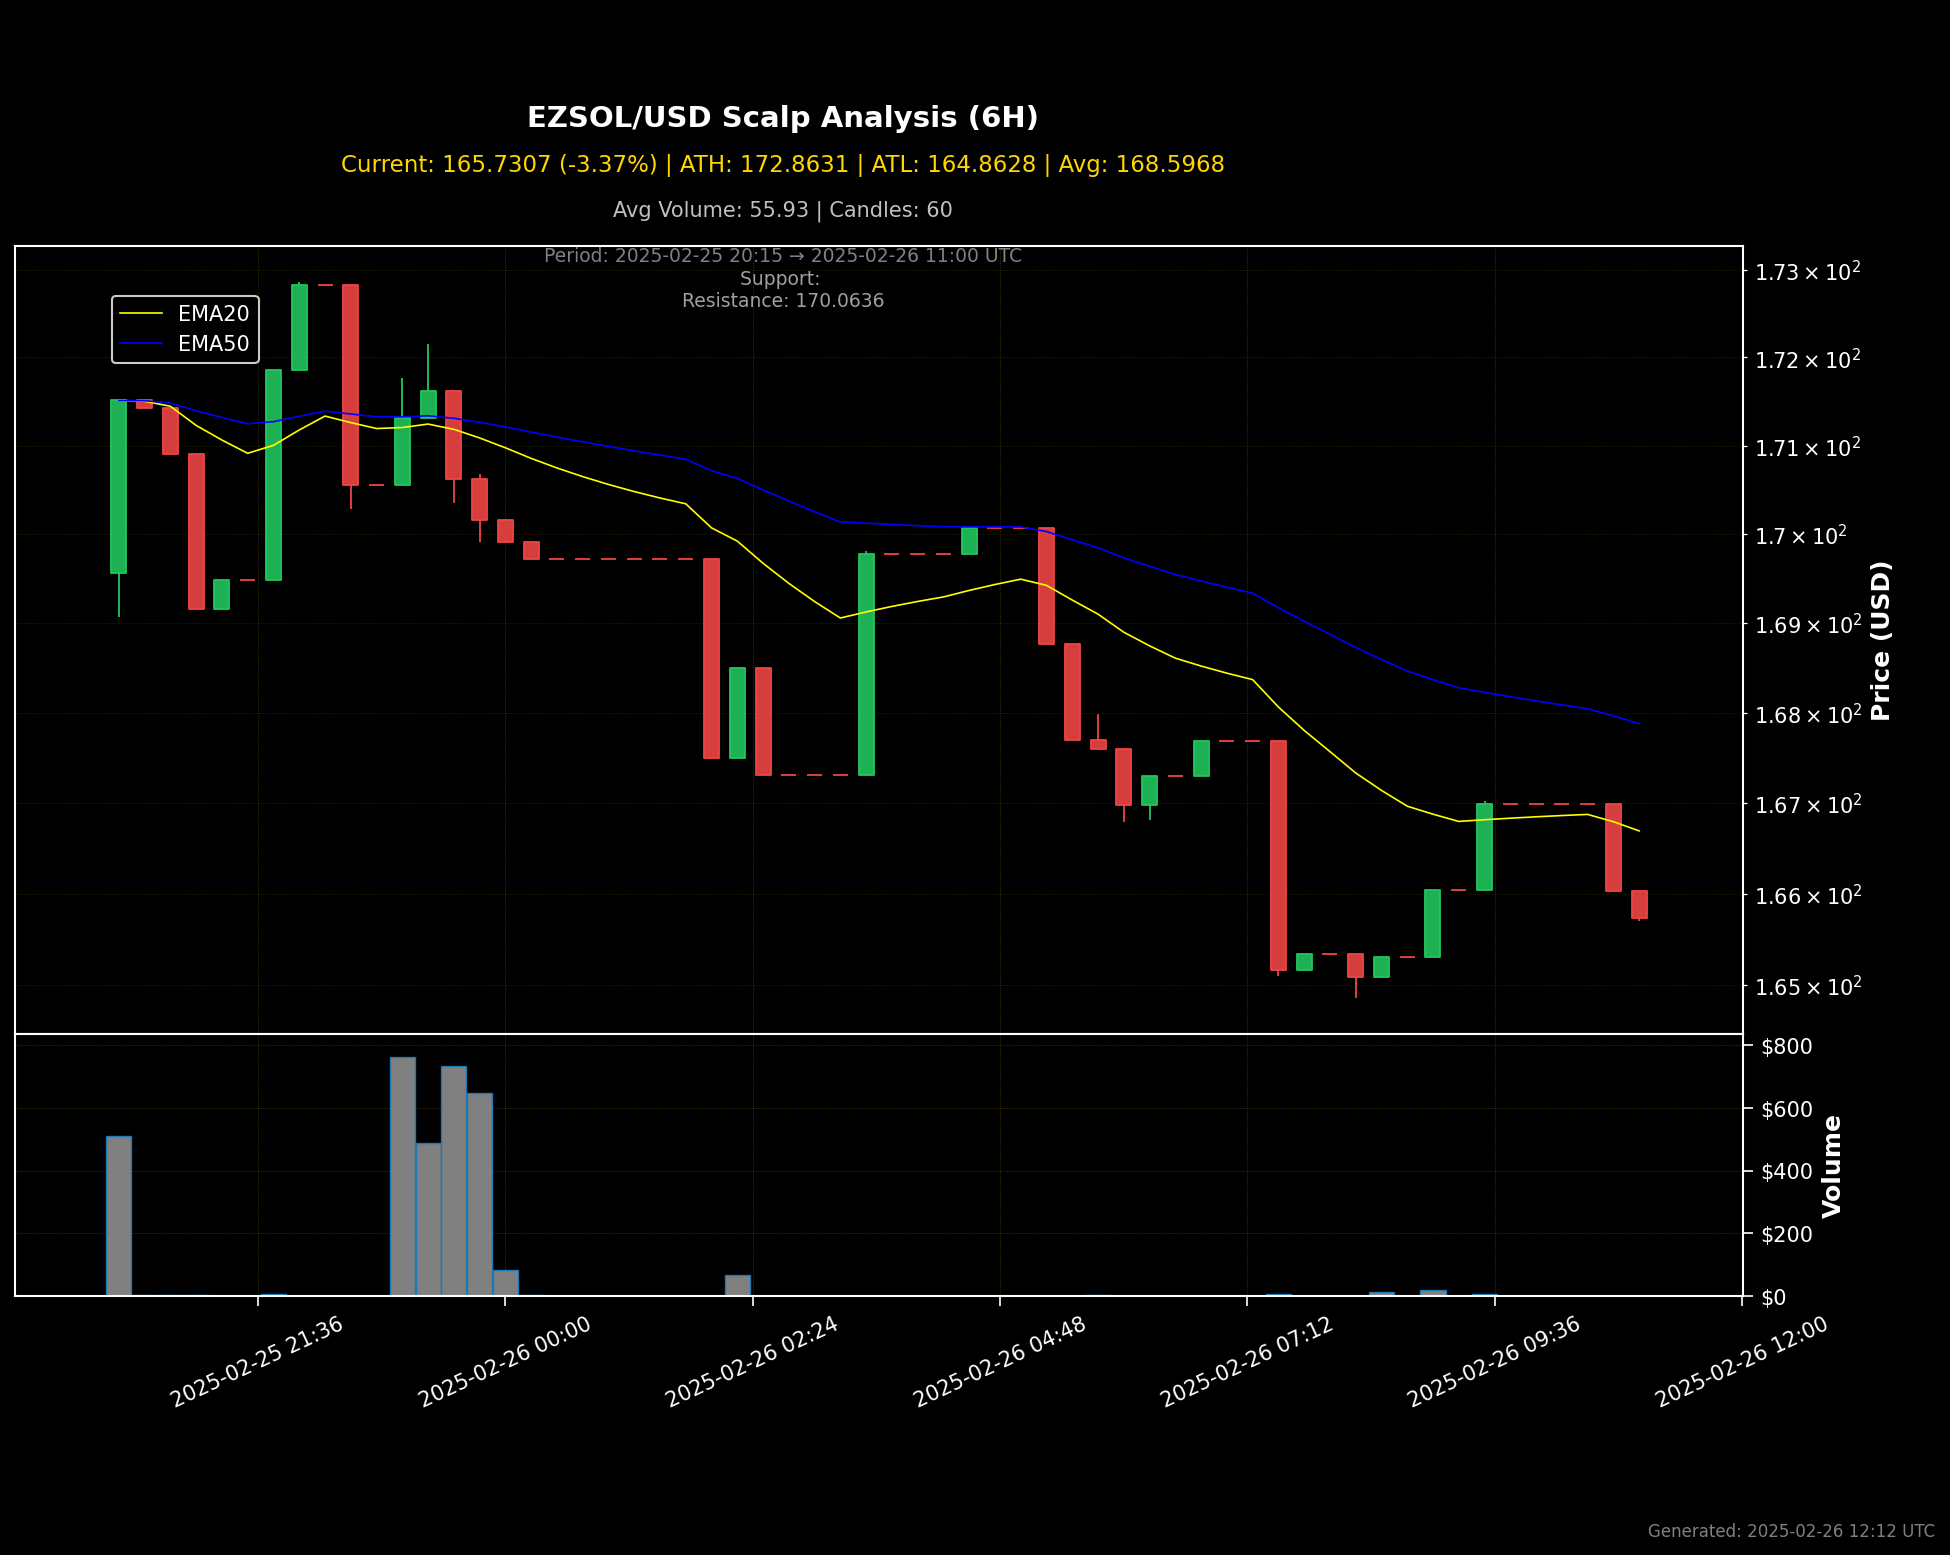 EZSOL/USD Scalp Analysis (6H)
Current: 165.7307 (-3.37%) | ATH: 172.8631 | ATL: 164.8628 | Avg: 168.5968
Avg Volume: 55.93 | Candles: 60
Period: 2025-02-25 20:15 → 2025-02-26 11:00 UTC
Support:
Resistance: 170.0636
EMA20
EMA50
1.73 × 10²
1.72 × 10²
1.71 × 10²
1.7 × 10²
1.69 × 10²
1.68 × 10²
1.67 × 10²
1.66 × 10²
1.65 × 10²
Price (USD)
$800
$600
$400
$200
$0
Volume
2025-02-25 21:36
2025-02-26 00:00
2025-02-26 02:24
2025-02-26 04:48
2025-02-26 07:12
2025-02-26 09:36
2025-02-26 12:00
Generated: 2025-02-26 12:12 UTC